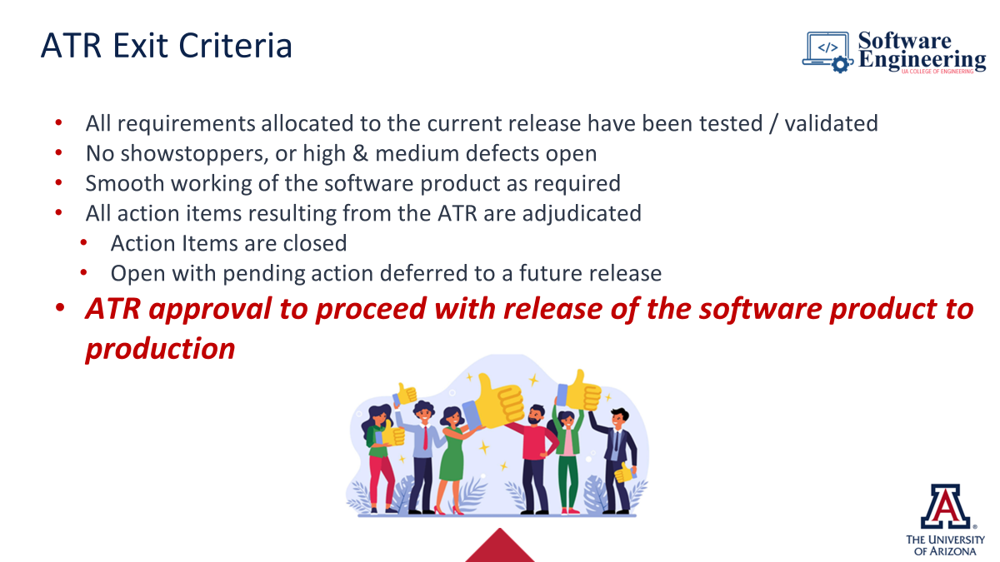 ATR Exit Criteria
</>
Software
Engineering
UA COLLEGE OF ENGINEERING
• All requirements allocated to the current release have been tested / validated
• No showstoppers, or high & medium defects open
• Smooth working of the software product as required
• All action items resulting from the ATR are adjudicated
• Action Items are closed
• Open with pending action deferred to a future release
• ATR approval to proceed with release of the software product to
production
A
®
THE UNIVERSITY
OF ARIZONA